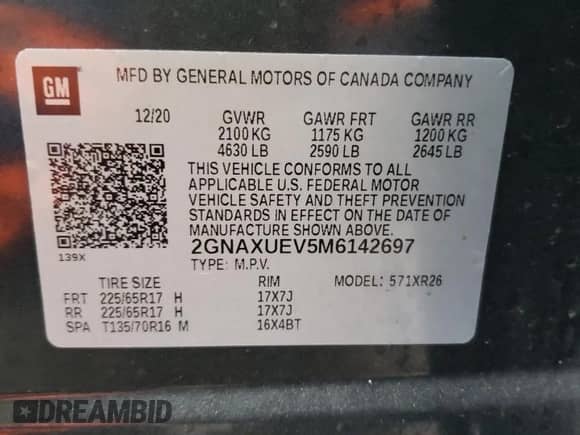 GM
MFD BY GENERAL MOTORS OF CANADA COMPANY
12/20 GVWR GAWR FRT GAWR RR
2100 KG 1175 KG 1200 KG
4630 LB 2590 LB 2645 LB
THIS VEHICLE CONFORMS TO ALL
APPLICABLE U.S. FEDERAL MOTOR
VEHICLE SAFETY AND THEFT PREVENTION
STANDARDS IN EFFECT ON THE DATE OF
MANUFACTURE SHOWN ABOVE.
139X
2GNAXUEV5M6142697
TYPE: M.P.V. MODEL: 571XR26
TIRE SIZE RIM
FRT 225/65R17 H 17X7J
RR 225/65R17 H 17X7J
SPA T135/70R16 M 16X4BT
DREAMBID